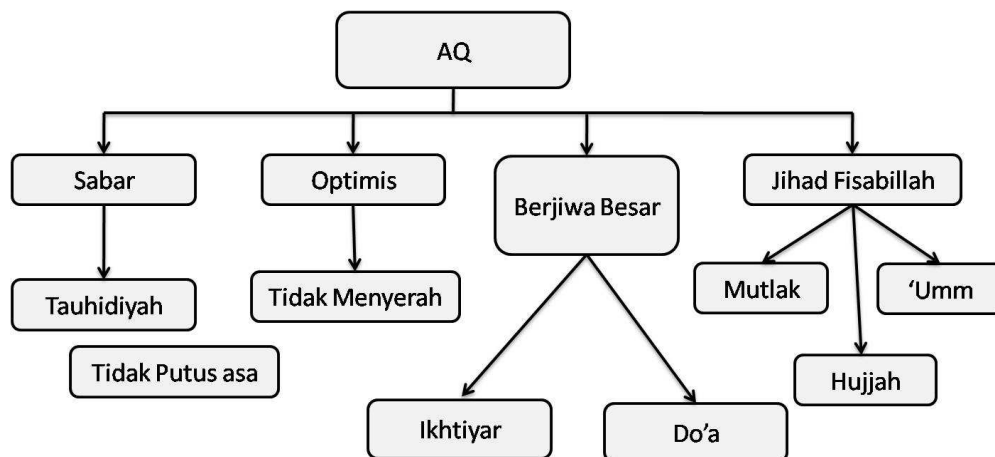 AQ
Sabar
Optimis
Berjiwa Besar
Jihad Fisabillah
Tauhidiyah
Tidak Menyerah
Mutlak
‘Umm
Tidak Putus asa
Hujjah
Ikhtiyar
Do’a